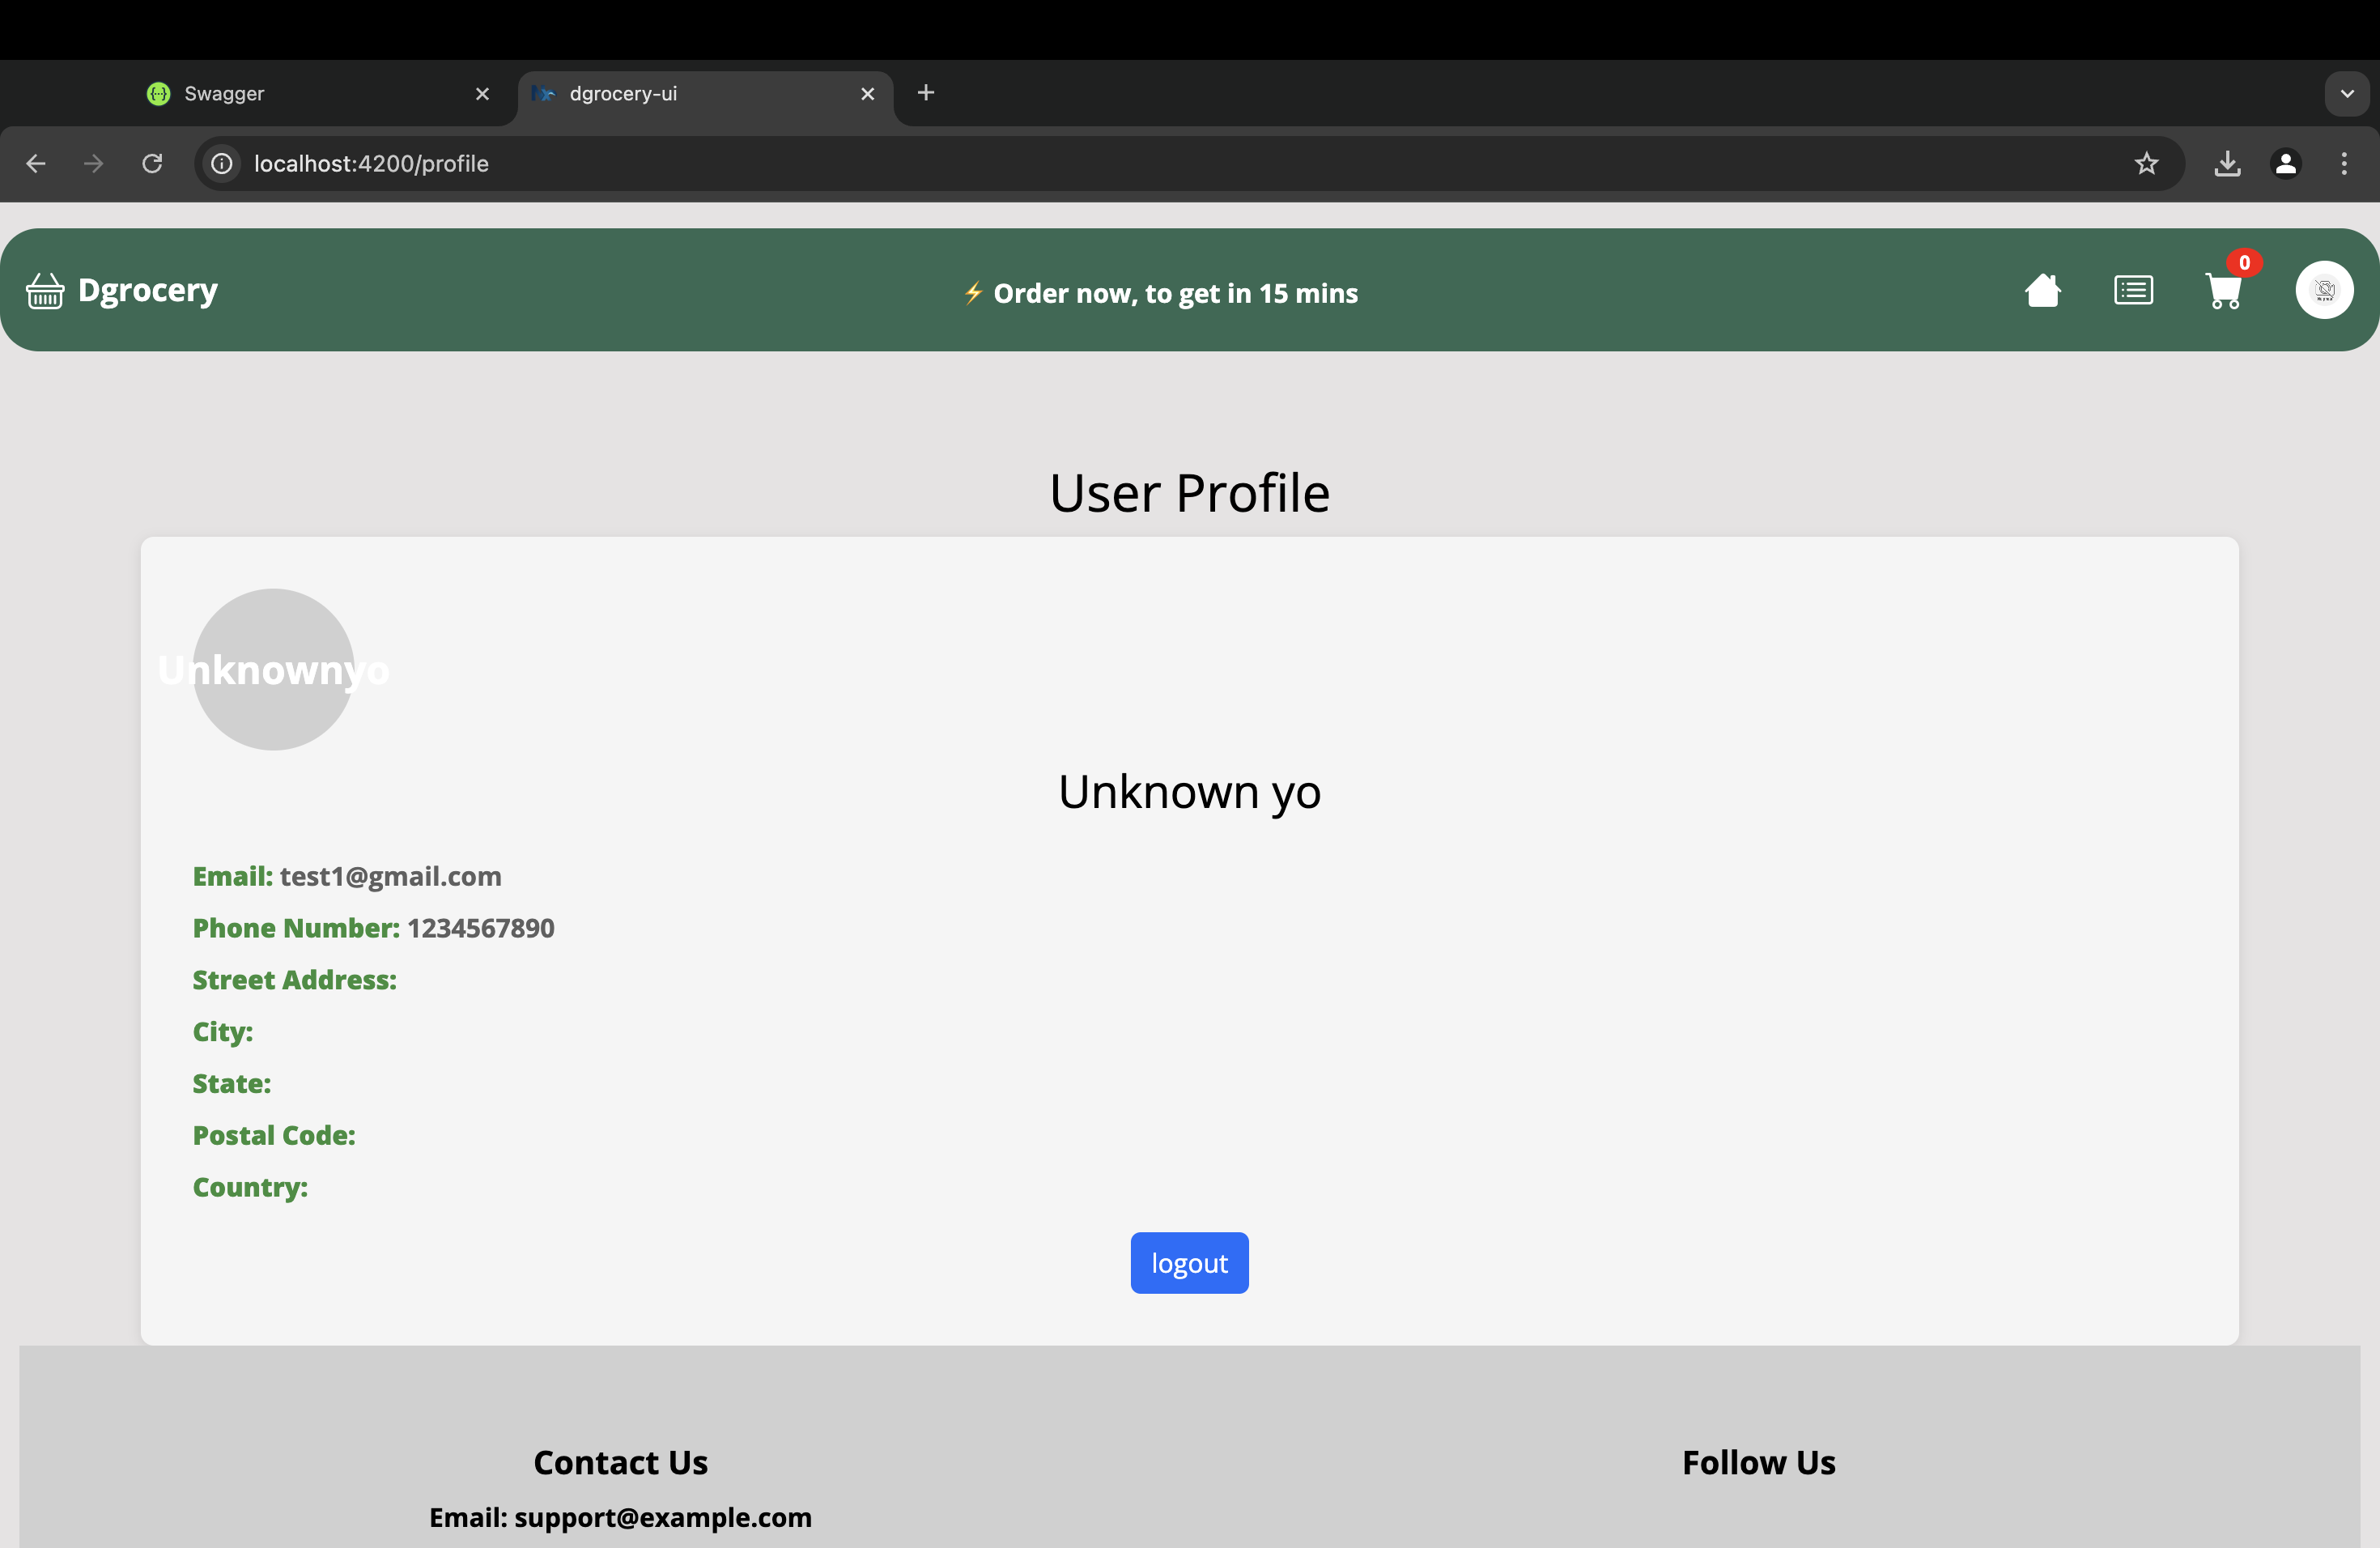 Swagger
dgrocery-ui
localhost:4200/profile
Dgrocery
⚡ Order now, to get in 15 mins
0
User Profile
Unknownyo
Unknown yo
Email: test1@gmail.com
Phone Number: 1234567890
Street Address:
City:
State:
Postal Code:
Country:
logout
Contact Us
Follow Us
Email: support@example.com